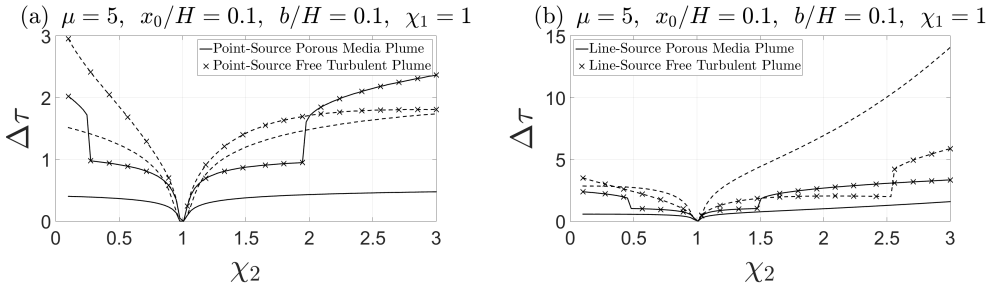 (a) μ = 5, x₀/H = 0.1, b/H = 0.1, χ₁ = 1
3
2
1
0
Δτ
Point-Source Porous Media Plume
× Point-Source Free Turbulent Plume
0 0.5 1 1.5 2 2.5 3
χ₂
(b) μ = 5, x₀/H = 0.1, b/H = 0.1, χ₁ = 1
15
10
5
0
Δτ
Line-Source Porous Media Plume
× Line-Source Free Turbulent Plume
0 0.5 1 1.5 2 2.5 3
χ₂